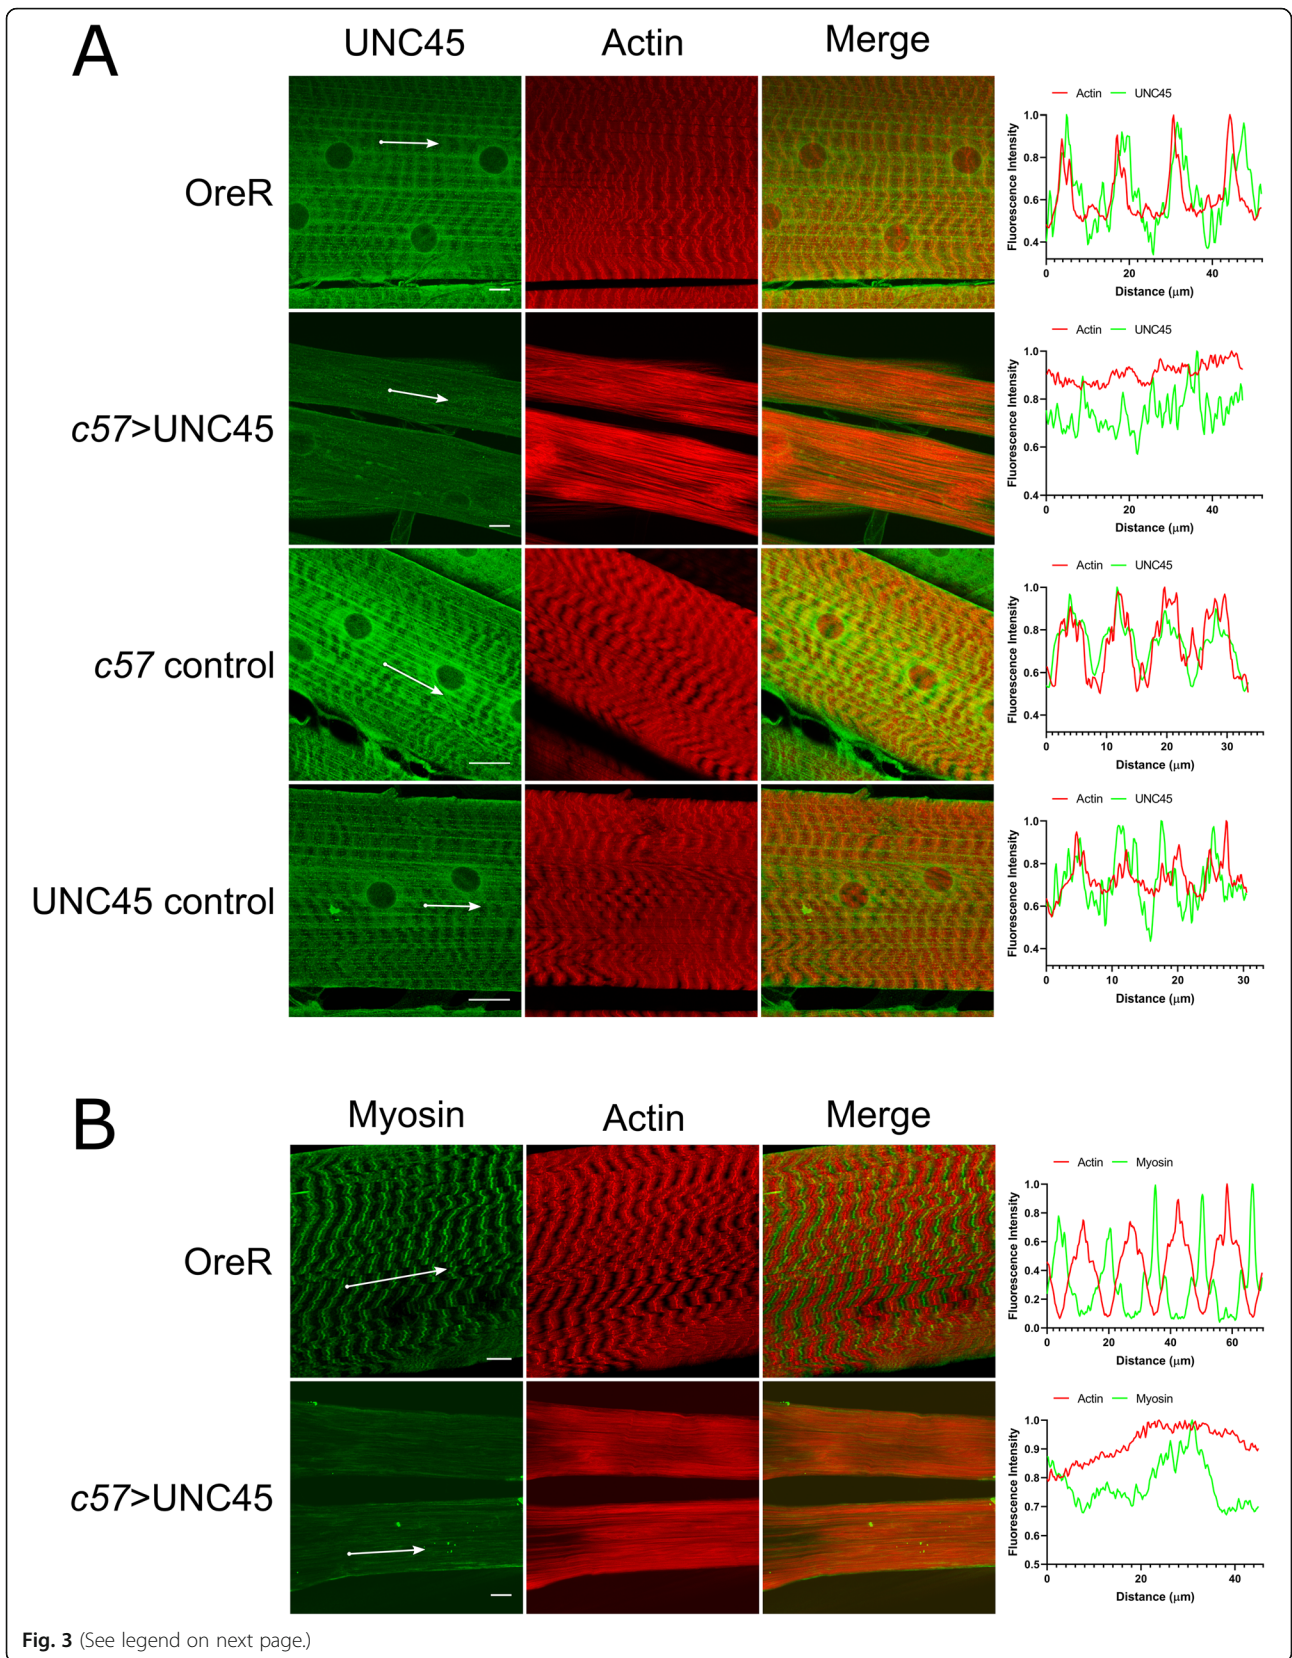 A
UNC45 Actin Merge
OreR
Actin UNC45
Fluorescence Intensity
1.0
0.8
0.6
0.4
0 20 40
Distance (μm)
c57>UNC45
Actin UNC45
Fluorescence Intensity
1.0
0.8
0.6
0.4
0 20 40
Distance (μm)
c57 control
Actin UNC45
Fluorescence Intensity
1.0
0.8
0.6
0.4
0 10 20 30
Distance (μm)
UNC45 control
Actin UNC45
Fluorescence Intensity
1.0
0.8
0.6
0.4
0 10 20 30
Distance (μm)
B
Myosin Actin Merge
OreR
Actin Myosin
Fluorescence Intensity
1.0
0.8
0.6
0.4
0.2
0.0
0 20 40 60
Distance (μm)
c57>UNC45
Actin Myosin
Fluorescence Intensity
1.0
0.9
0.8
0.7
0.6
0.5
0 20 40
Distance (μm)
Fig. 3 (See legend on next page.)